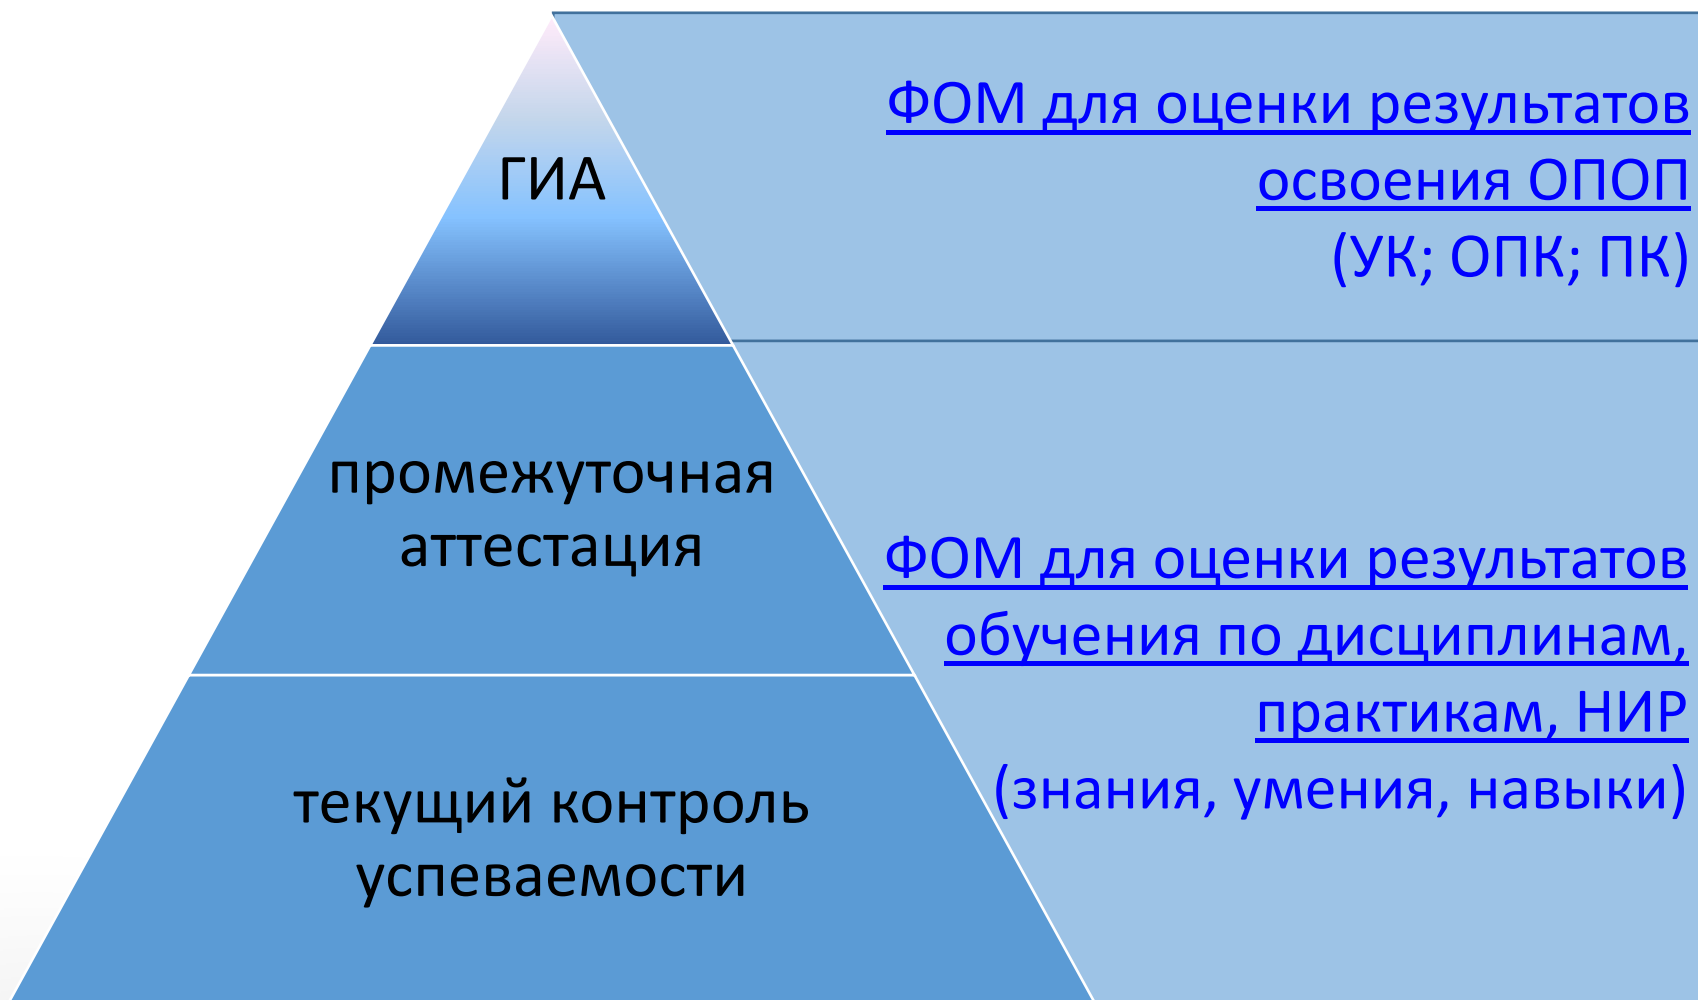 ГИА
ФОМ для оценки результатов
освоения ОПОП
(УК; ОПК; ПК)
промежуточная
аттестация
текущий контроль
успеваемости
ФОМ для оценки результатов
обучения по дисциплинам,
практикам, НИР
(знания, умения, навыки)